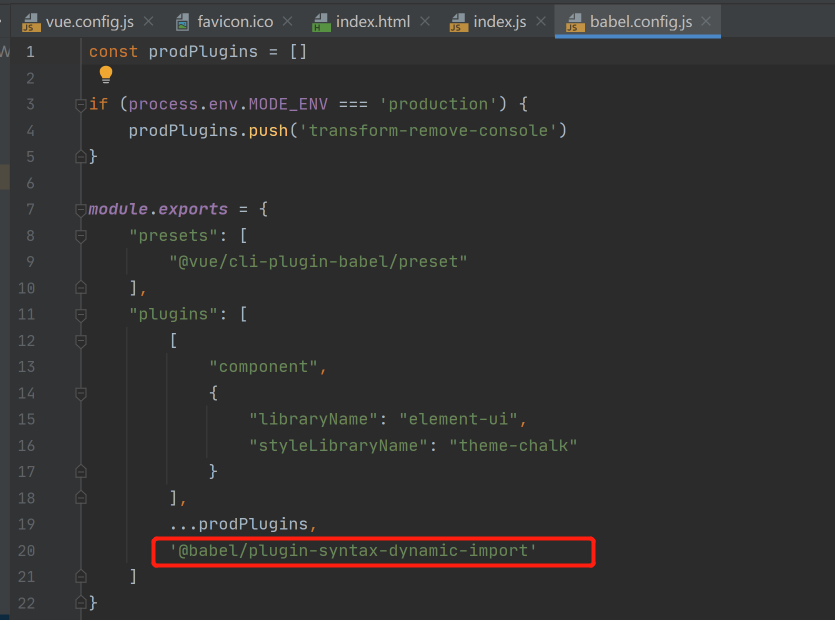 vue.config.js favicon.ico index.html index.js babel.config.js
1 const prodPlugins = []
2
3 if (process.env.MODE_ENV === 'production') {
4 prodPlugins.push('transform-remove-console')
5 }
6
7 module.exports = {
8 "presets": [
9 "@vue/cli-plugin-babel/preset"
10 ],
11 "plugins": [
12 [
13 "component",
14 {
15 "libraryName": "element-ui",
16 "styleLibraryName": "theme-chalk"
17 }
18 ],
19 ...prodPlugins,
20 '@babel/plugin-syntax-dynamic-import'
21 ]
22 }